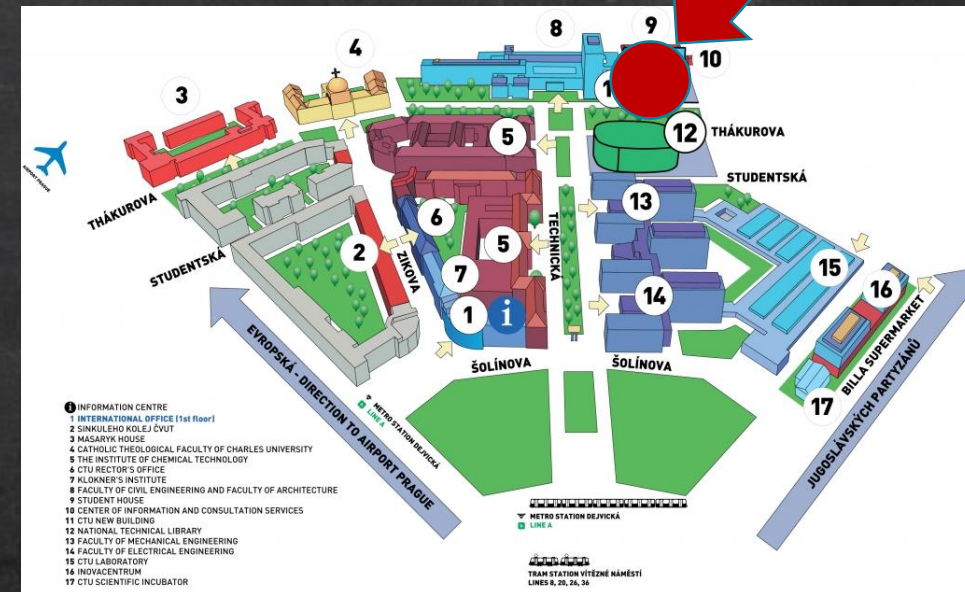 8
9
4
10
3
1
5
12
THÁKUROVA
STUDENTSKÁ
AIRPORT PRAGUE
13
THÁKUROVA
6
TECHNICKÁ
STUDENTSKÁ
2
ZIKOVA
5
15
7
16
14
1
i
ŠOLÍNOVA
ŠOLÍNOVA
BILLA SUPERMARKET
17
EVROPSKÁ - DIRECTION TO AIRPORT PRAGUE
JUGOSLÁVSKÝCH PARTYZÁNŮ
METRO STATION DEJVICKÁ
LINE A
i INFORMATION CENTRE
1 INTERNATIONAL OFFICE (1st floor)
2 SINKULEHO KOLEJ ČVUT
3 MASARYK HOUSE
4 CATHOLIC THEOLOGICAL FACULTY OF CHARLES UNIVERSITY
5 THE INSTITUTE OF CHEMICAL TECHNOLOGY
6 CTU RECTOR'S OFFICE
7 KLOKNER'S INSTITUTE
8 FACULTY OF CIVIL ENGINEERING AND FACULTY OF ARCHITECTURE
9 STUDENT HOUSE
10 CENTER OF INFORMATION AND CONSULTATION SERVICES
11 CTU NEW BUILDING
12 NATIONAL TECHNICAL LIBRARY
13 FACULTY OF MECHANICAL ENGINEERING
14 FACULTY OF ELECTRICAL ENGINEERING
15 CTU LABORATORY
16 INOVACENTRUM
17 CTU SCIENTIFIC INCUBATOR
METRO STATION DEJVICKÁ
LINE A
TRAM STATION VÍTĚZNÉ NÁMĚSTÍ
LINES 8, 20, 26, 36